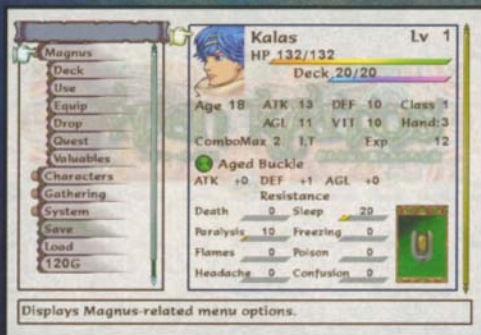 Magnus
Deck
Use
Equip
Drop
Quest
Valuables
Characters
Gathering
System
Save
Load
120G
Kalas Lv 1
HP 132/132
Deck 20/20
Age 18 ATK 13 DEF 10 Class 1
AGL 11 VIT 10 Hand:3
ComboMax 2 I,T Exp 12
Aged Buckle
ATK +0 DEF +1 AGL +0
Resistance
Death 0 Sleep 20
Paralysis 10 Freezing 0
Flames 0 Poison 0
Headache 0 Confusion 0
Displays Magnus-related menu options.